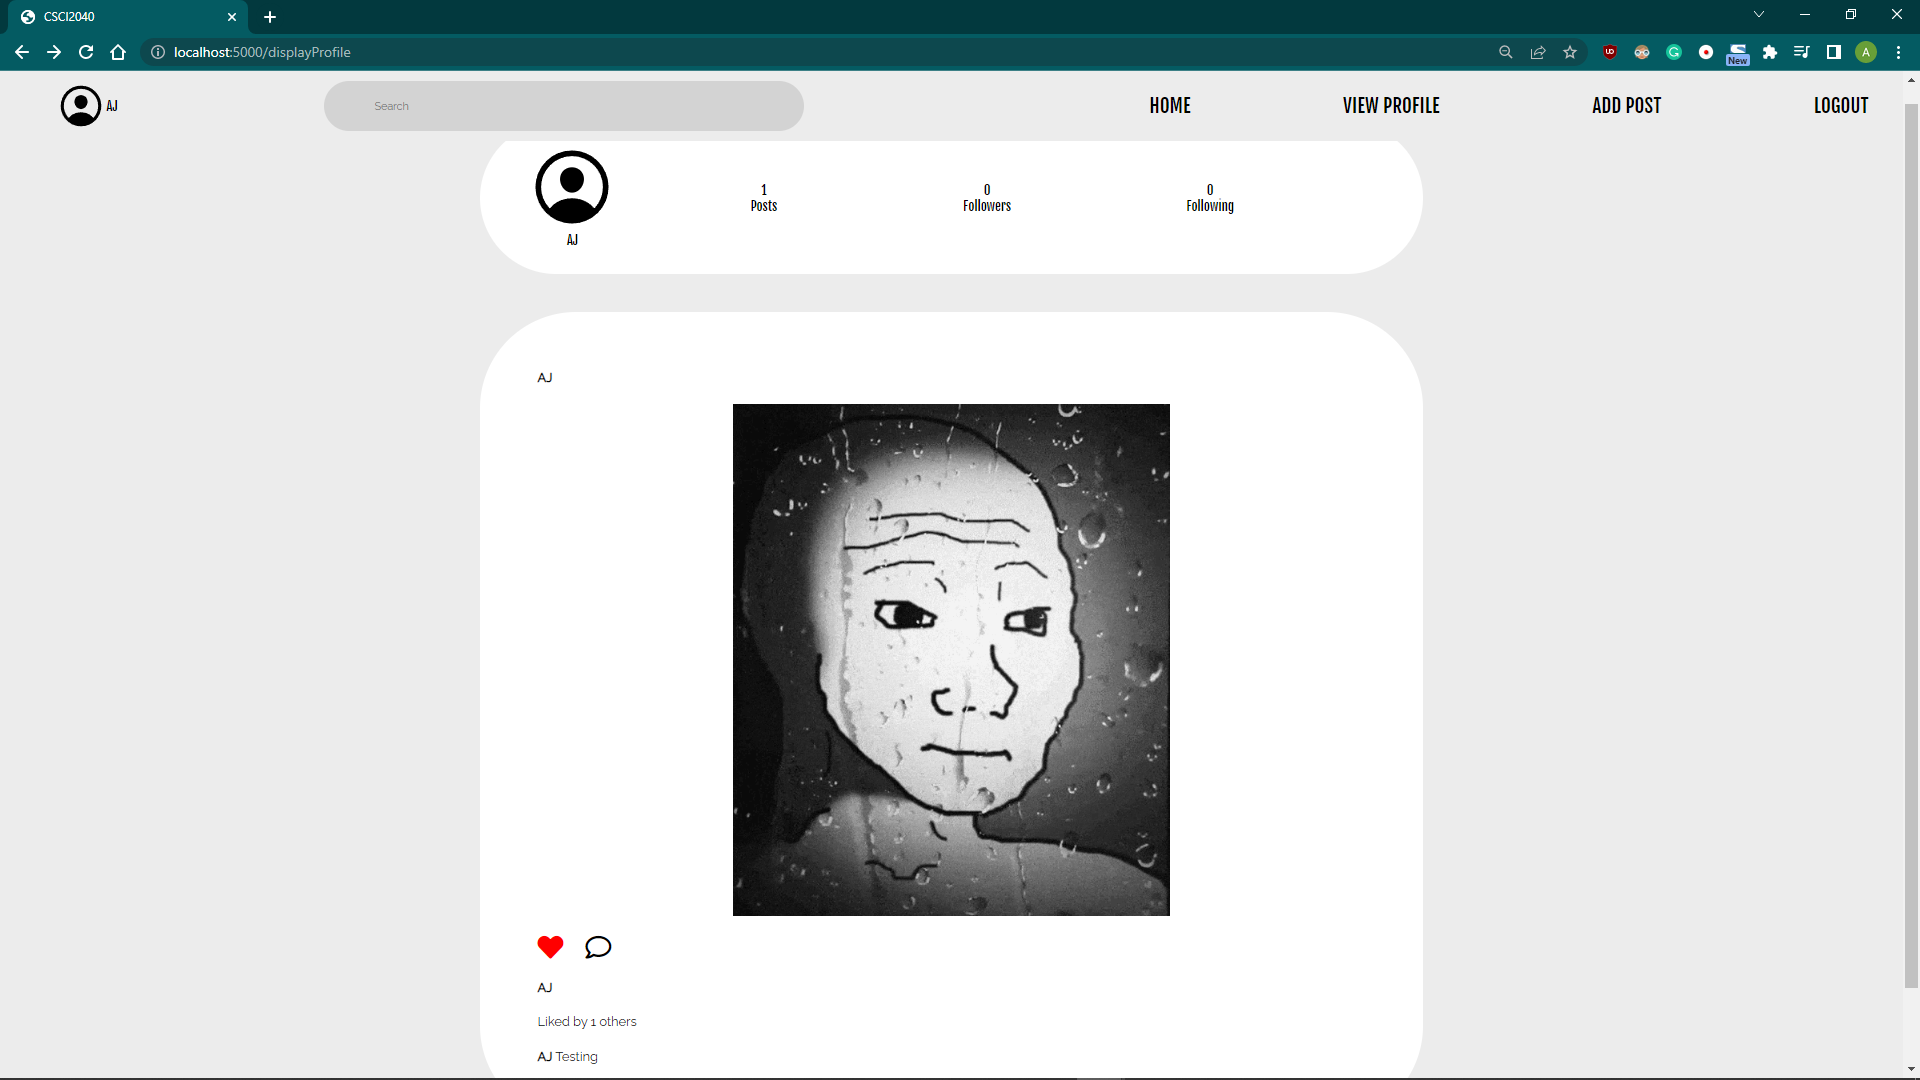 CSCI2040
localhost:5000/displayProfile
New
A
AJ
Search
HOME
VIEW PROFILE
ADD POST
LOGOUT
AJ
1
Posts
0
Followers
0
Following
AJ
AJ
Liked by 1 others
AJ Testing